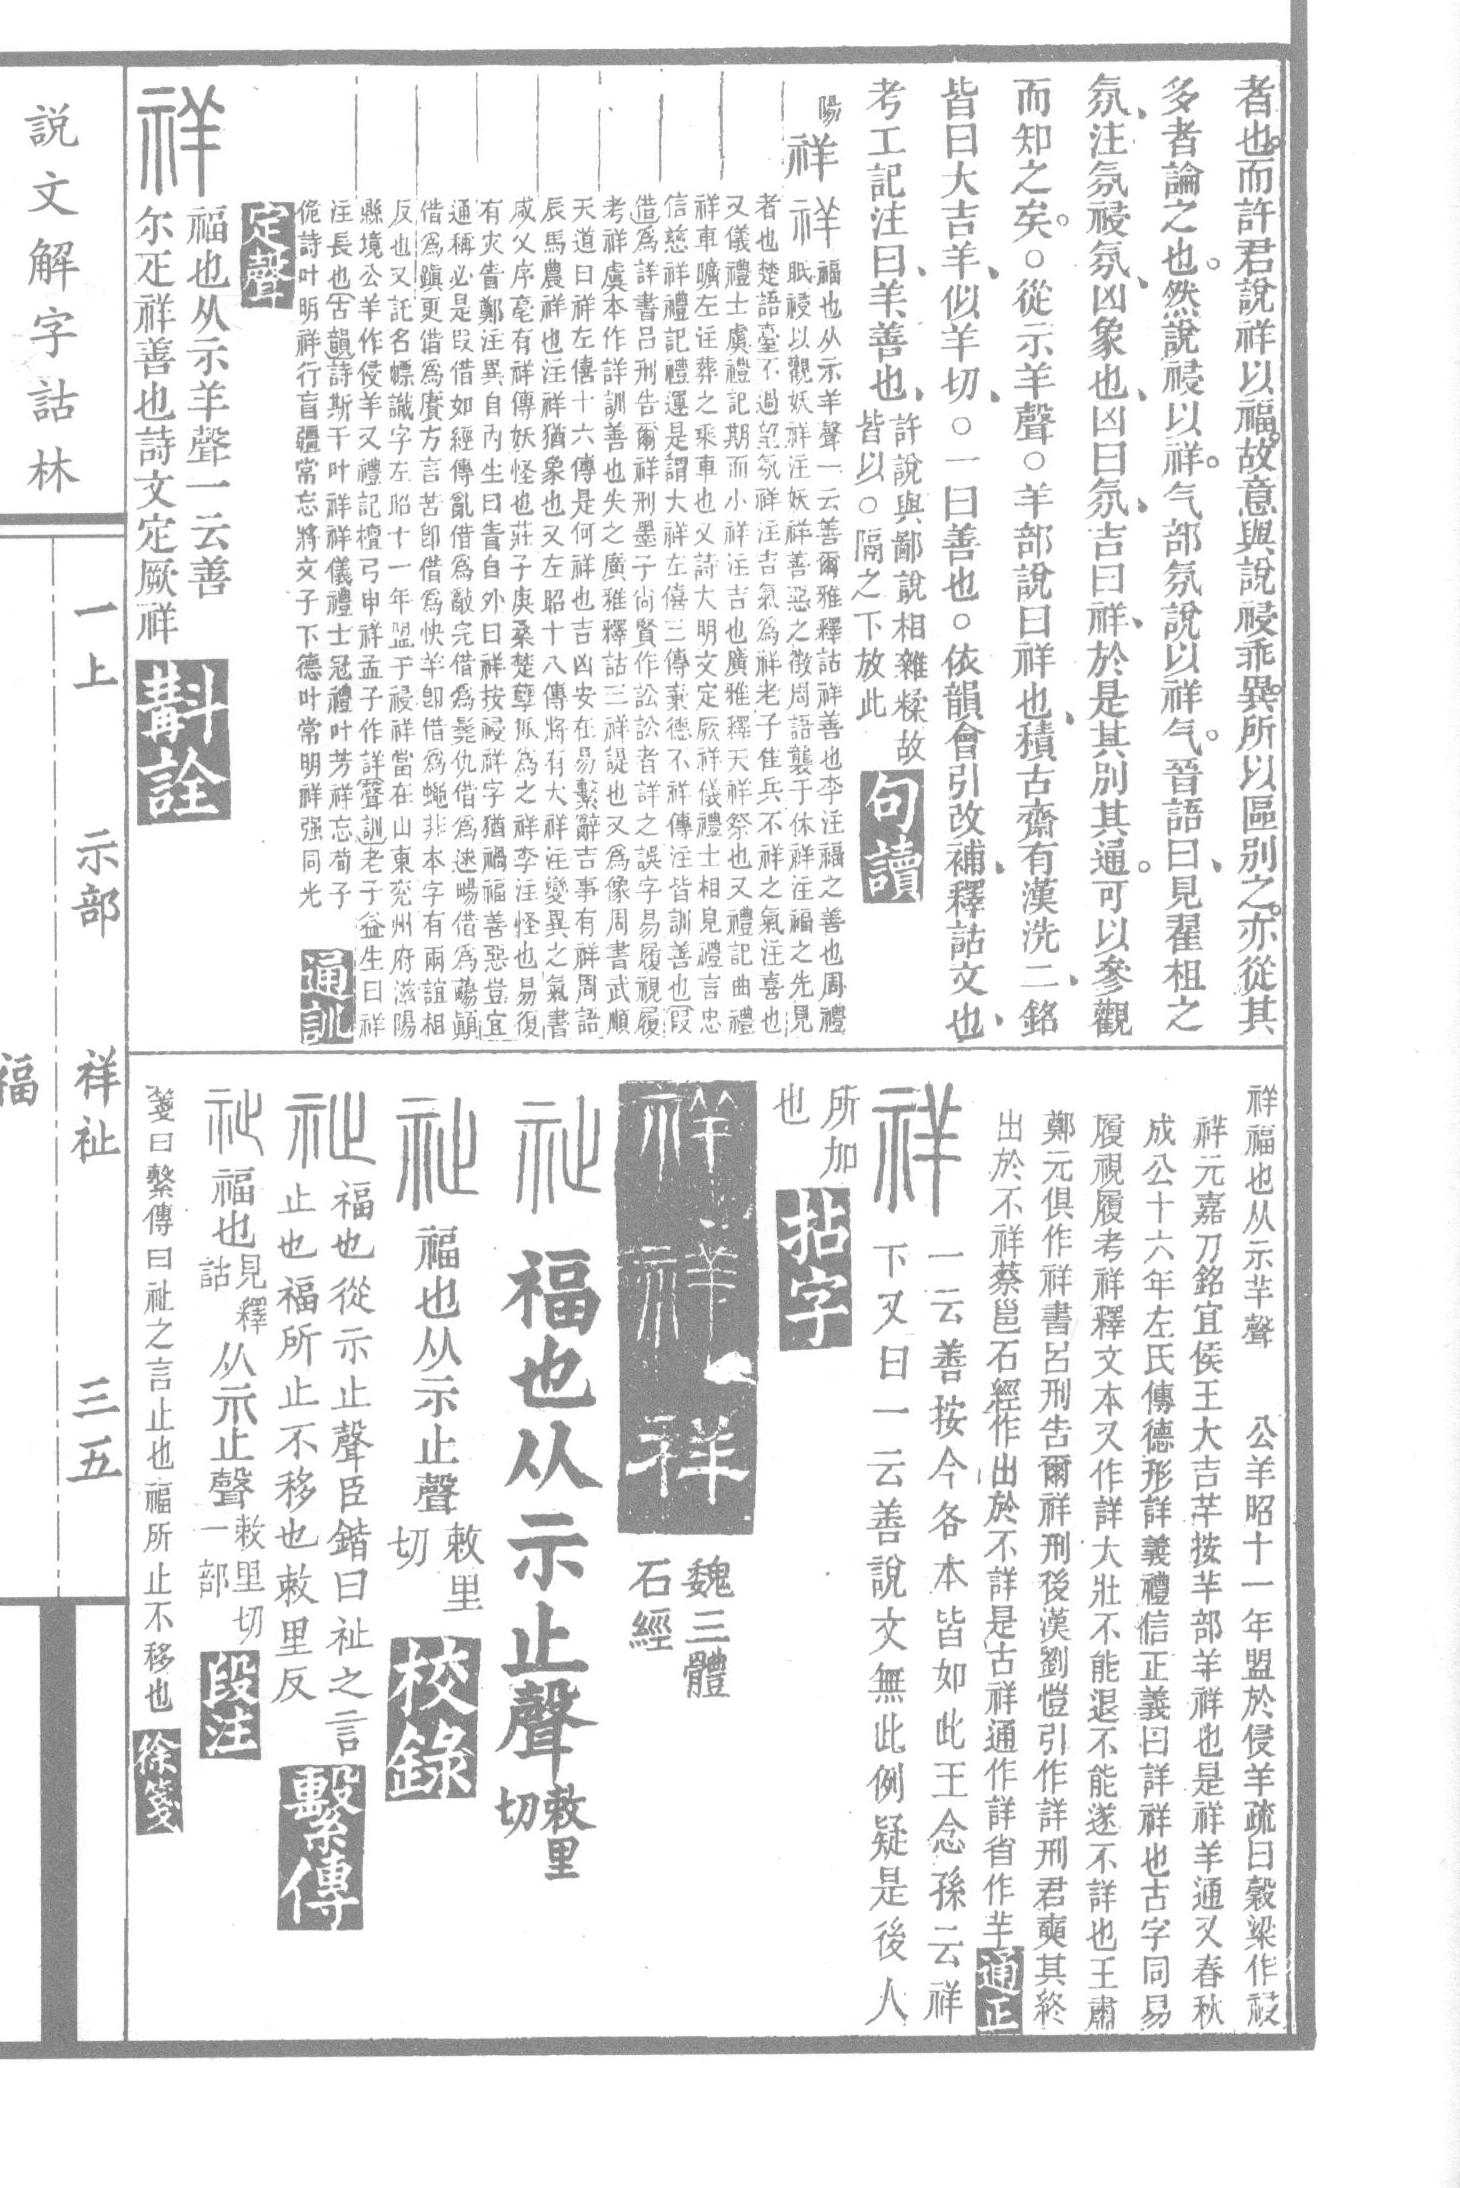 者也而許君說祥以福故意與說祲乖異所以區別之亦從其
多者論之也然說祲以祥气部氛說以祥气晉語曰見翟柤之
氛注氛祲氛凶象也凶曰氛吉曰祥於是其別其通可以參觀
而知之矣○從示羊聲○羊部說曰祥也積古齋有漢洗二銘
皆曰大吉羊似羊切○一曰善也○依韻會引改補釋詁文也
考工記注曰羊善也許說與鄙說相雜糅故
皆以○隔之下放此句讀
陽 祥
祥福也从示羊聲一云善爾雅釋詁祥善也李注福之善也周禮
眂祲以觀妖祥注妖祥善惡之徵周語襲于休祥注福之先見
者也楚語臺不過望氛祥注吉氣爲祥老子隹兵不祥之氣注喜也
又儀禮士虞禮記期而小祥注吉也廣雅釋天祥祭也又禮記曲禮
祥車曠左注葬之乘車也又詩大明文定厥祥儀禮士相見禮言忠
信慈祥禮記禮運是謂大祥左僖三傳棄德不祥傳注皆訓善也叚
借爲詳書呂刑告爾祥刑墨子尚賢作訟訟者詳之誤字易履視履
考祥虞本作詳訓善也失之廣雅釋詁三祥諟也又爲像周書武順
天道曰祥左僖十六傳是何祥也吉凶安在易繫辭吉事有祥周語
辰馬農祥也注祥猶象也又左昭十八傳將有大祥注變異之氣書
咸乂序亳有祥傳妖怪也莊子庚桑楚孽狐爲之祥李注怪也易復
有灾眚鄭注異自內生曰眚自外曰祥按祲祥字猶禍福善惡豈宜
通稱必是叚借如經傳亂借爲敵完借爲髡仇借爲逑暘借爲蕩顚
借爲蹎更借爲賡方言苦卽借爲快羊卽借爲蠅非本字有兩誼相
反也又託名幖識字左昭十一年盟于祲祥當在山東兗州府滋陽
縣境公羊作侵羊又禮記檀弓申祥孟子作詳聲訓老子益生曰祥
注長也古韻詩斯干叶祥祥儀禮士冠禮叶芳祥忘荀子
佹詩叶明祥行盲疆常忘將文子下德叶常明祥强同光 通訓
定聲
祥 福也从示羊聲一云善
尔疋祥善也詩文定厥祥 斠詮
祥福也从示羊聲 公羊昭十一年盟於侵羊疏曰穀梁作祲
祥元嘉刀銘宜侯王大吉羊按羊部羊祥也是祥羊通又春秋
成公十六年左氏傳德形詳義禮信正義曰詳祥也古字同易
履視履考祥釋文本又作詳大壯不能退不能遂不詳也王肅
鄭元俱作祥書呂刑告爾祥刑後漢劉愷引作詳刑君奭其終
出於不祥蔡邕石經作出於不詳是古祥通作詳省作羊 通正
祥 一云善按今各本皆如此王念孫云祥
下又曰一云善說文無此例疑是後人
所加
也 拈字
祥祥祥 魏三體
石經
祉 福也从示止聲敕里
切
祉 福也从示止聲敕里
切 校錄
祉 福也從示止聲臣鍇曰祉之言
止也福所止不移也敕里反 繫傳
祉 福也見釋
詁从示止聲敕里切
一部 段注
箋曰繫傳曰祉之言止也福所止不移也 徐箋
說文解字詁林
一上 示部 祥祉 三五
福